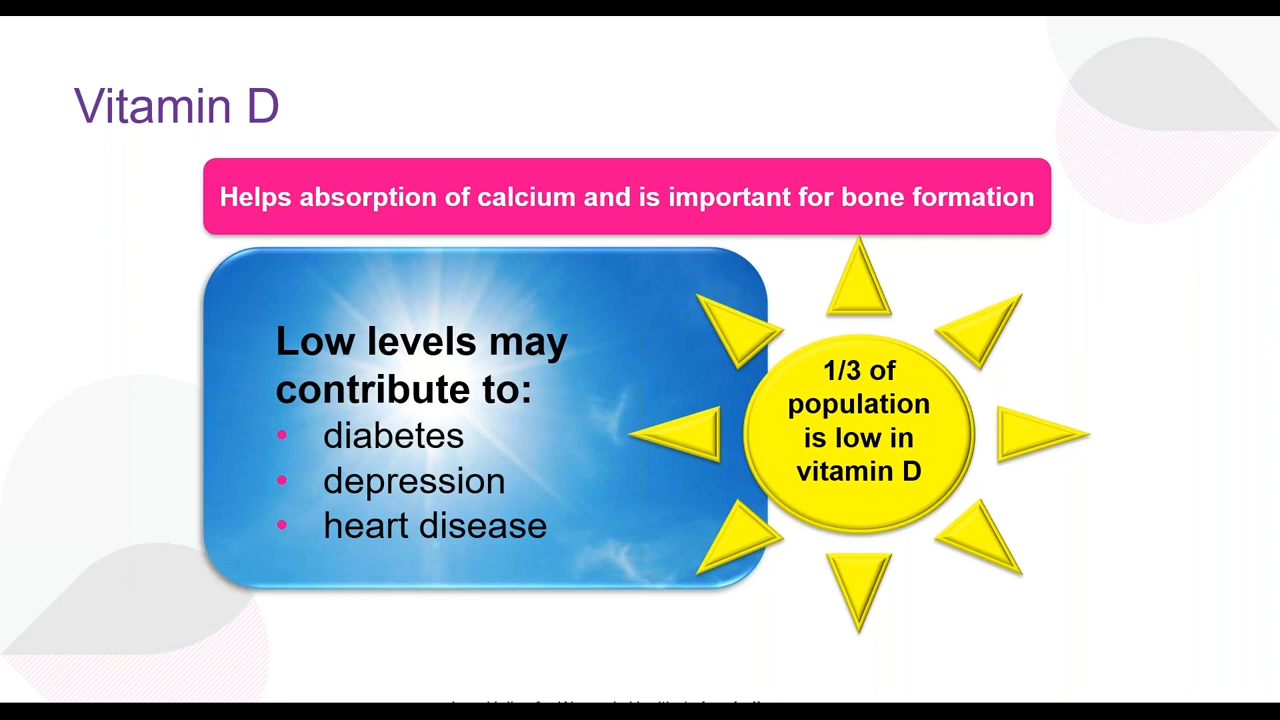 Vitamin D
Helps absorption of calcium and is important for bone formation
Low levels may
contribute to:
• diabetes
• depression
• heart disease
1/3 of
population
is low in
vitamin D